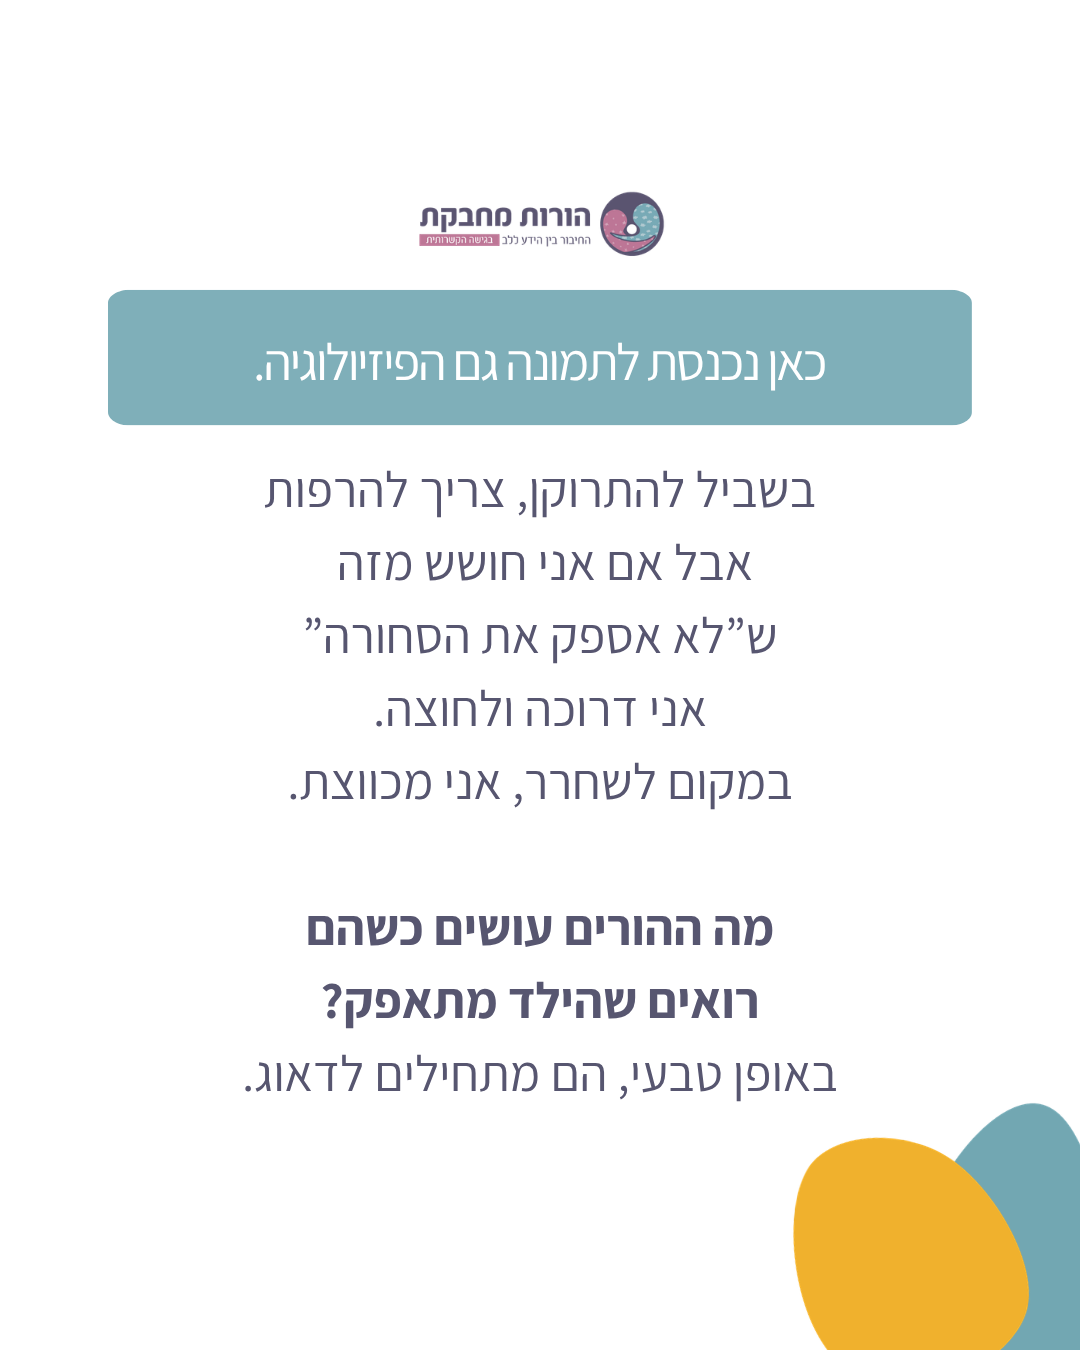 הורות מחבקת
החיבור בין הידע ללב בגישה הקשרותית
כאן נכנסת לתמונה גם הפיזיולוגיה.
בשביל להתרוקן, צריך להרפות
אבל אם אני חושש מזה
ש”לא אספק את הסחורה”
אני דרוכה ולחוצה.
במקום לשחרר, אני מכווצת.
מה ההורים עושים כשהם
רואים שהילד מתאפק?
באופן טבעי, הם מתחילים לדאוג.